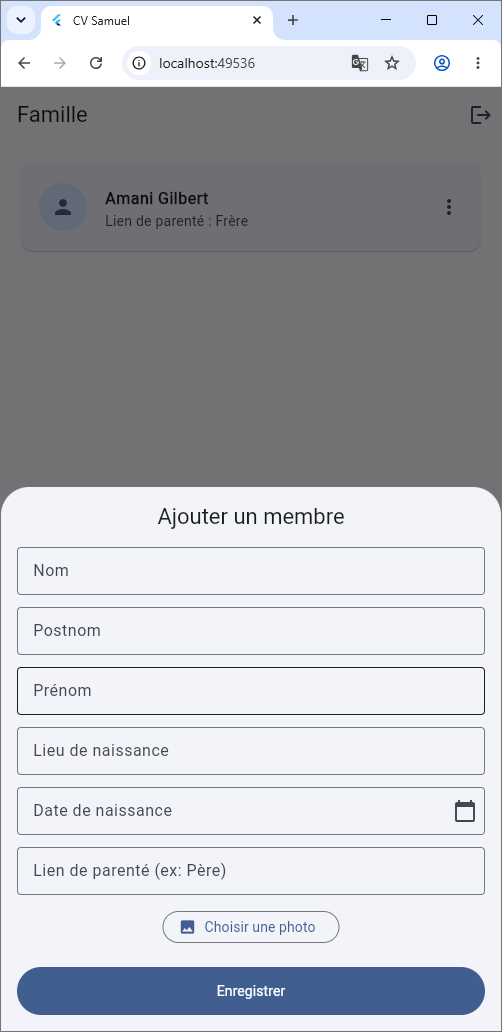 CV Samuel
localhost:49536
Famille
Amani Gilbert
Lien de parenté : Frère
Ajouter un membre
Nom
Postnom
Prénom
Lieu de naissance
Date de naissance
Lien de parenté (ex: Père)
Choisir une photo
Enregistrer